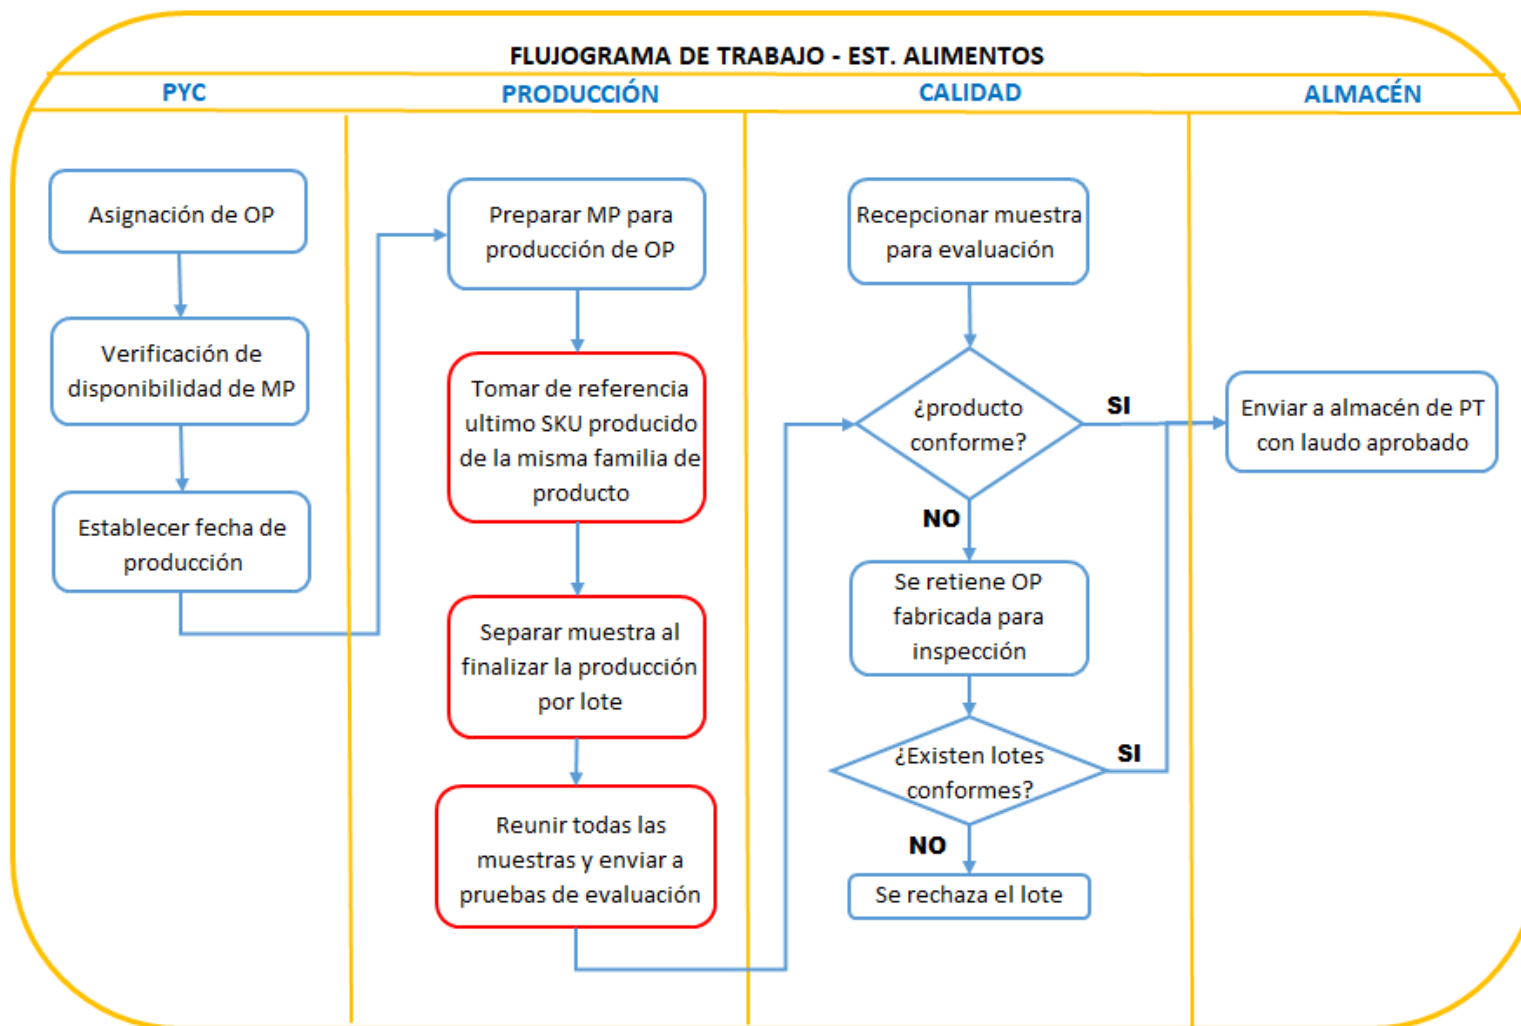 FLUJOGRAMA DE TRABAJO - EST. ALIMENTOS
PYC
PRODUCCIÓN
CALIDAD
ALMACÉN
Asignación de OP
Verificación de
disponibilidad de MP
Establecer fecha de
producción
Preparar MP para
producción de OP
Tomar de referencia
ultimo SKU producido
de la misma familia de
producto
Separar muestra al
finalizar la producción
por lote
Reunir todas las
muestras y enviar a
pruebas de evaluación
Recepcionar muestra
para evaluación
¿producto
conforme?
SI
NO
Se retiene OP
fabricada para
inspección
¿Existen lotes
conformes?
SI
NO
Se rechaza el lote
Enviar a almacén de PT
con laudo aprobado